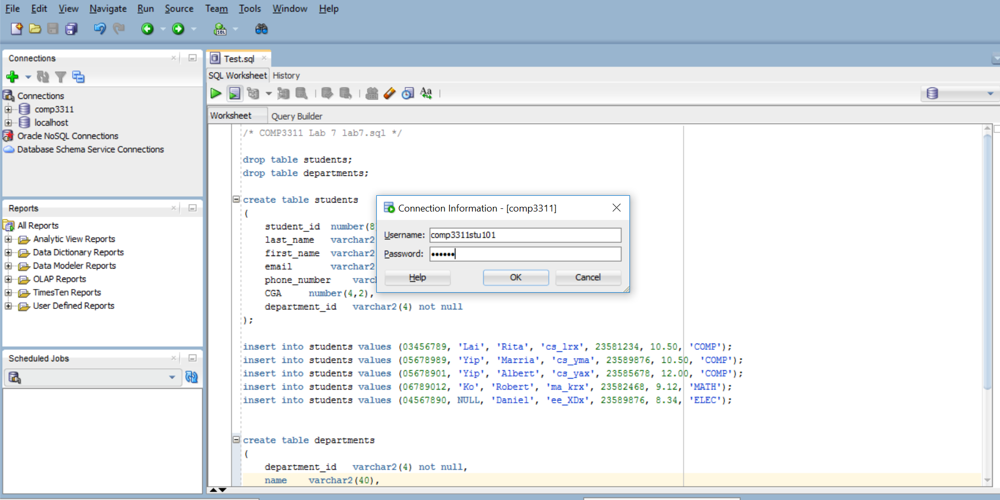 File Edit View Navigate Run Source Team Tools Window Help
Connections
Connections
comp3311
localhost
Oracle NoSQL Connections
Database Schema Service Connections
Reports
All Reports
Analytic View Reports
Data Dictionary Reports
Data Modeler Reports
OLAP Reports
TimesTen Reports
User Defined Reports
Scheduled Jobs
Test.sql
SQL Worksheet History
Aa
Worksheet Query Builder
/* COMP3311 Lab 7 lab7.sql */
drop table students;
drop table departments;
create table students
(
student_id number(8
last_name varchar2
first_name varchar2
email varchar2
phone_number varc
CGA number(4,2),
department_id varchar2(4) not null
);
insert into students values (03456789, 'Lai', 'Rita', 'cs_lrx', 23581234, 10.50, 'COMP');
insert into students values (05678989, 'Yip', 'Marria', 'cs_yma', 23589876, 10.50, 'COMP');
insert into students values (05678901, 'Yip', 'Albert', 'cs_yax', 23585678, 12.00, 'COMP');
insert into students values (06789012, 'Ko', 'Robert', 'ma_krx', 23582468, 9.12, 'MATH');
insert into students values (04567890, NULL, 'Daniel', 'ee_XDx', 23589876, 8.34, 'ELEC');
create table departments
(
department_id varchar2(4) not null,
name varchar2(40),
Connection Information - [comp3311]
Username: comp3311stu101
Password: ••••••
Help OK Cancel